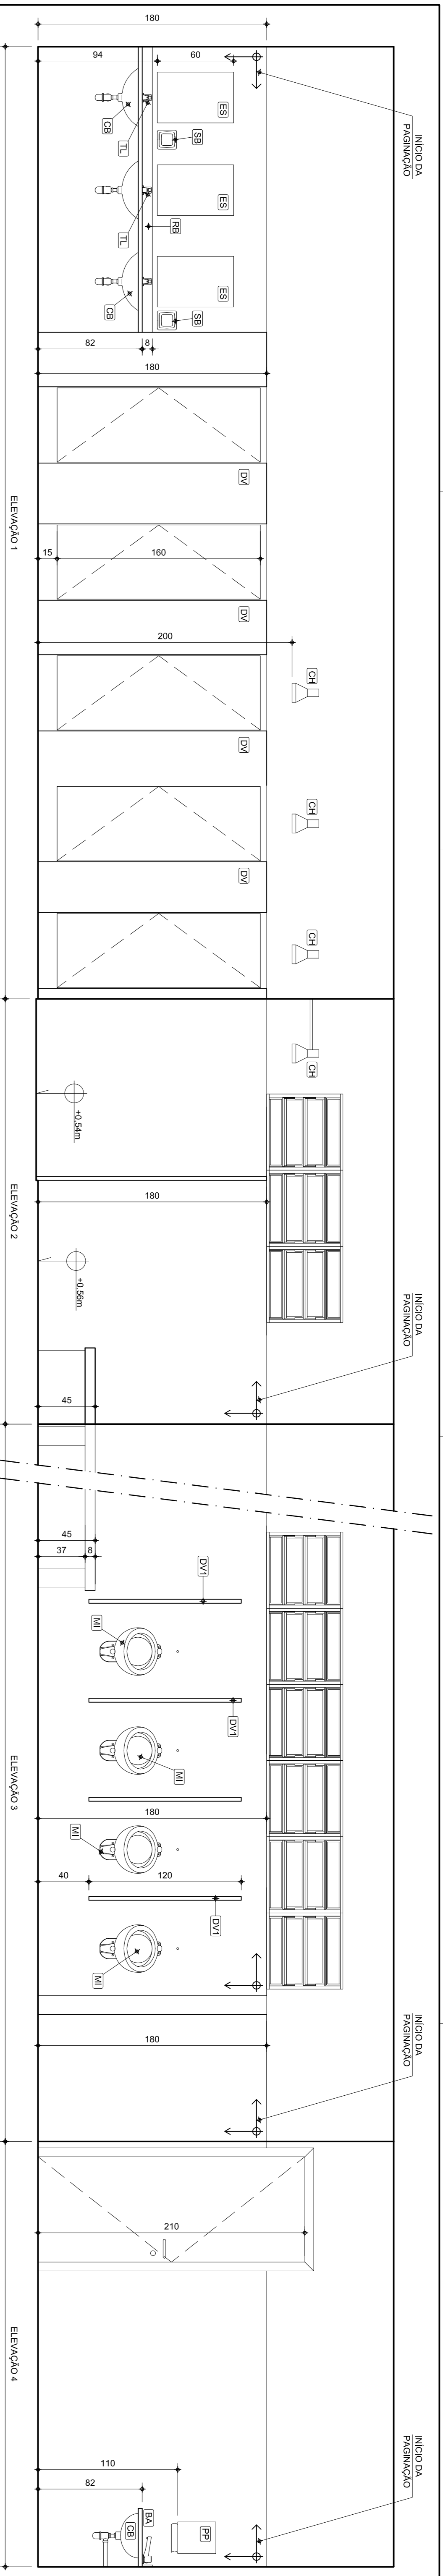 INÍCIO DA
PAGINAÇÃO
180
94
60
ES
SB
CB
TL
ES
RB
TL
ES
SB
CB
82
8
180
DV
15
160
DV
200
CH
DV
CH
DV
CH
ELEVAÇÃO 1
CH
+0,54m
180
+0,56m
INÍCIO DA
PAGINAÇÃO
45
ELEVAÇÃO 2
45
37
8
DV1
MI
DV1
MI
180
MI
40
120
DV1
MI
180
INÍCIO DA
PAGINAÇÃO
ELEVAÇÃO 3
210
INÍCIO DA
PAGINAÇÃO
110
82
PP
BA
CB
ELEVAÇÃO 4